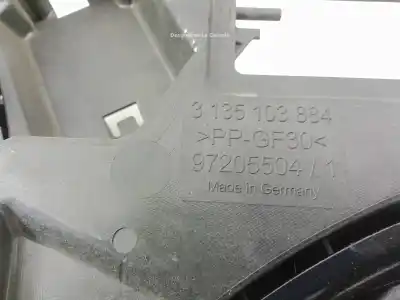 3 135 103 884
>PP-GF30<
97205504 / 1
Made in Germany